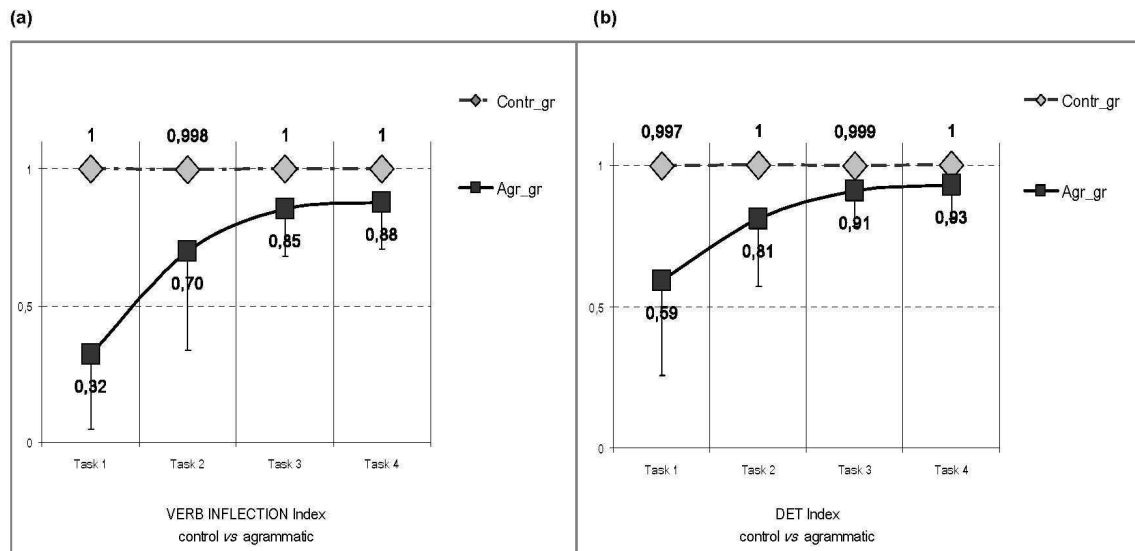 (a)
(b)
Contr_gr
1 0,998 1 1
1
Agr_gr
0,85 0,88
0,70
0,5
0,32
0
Task 1 Task 2 Task 3 Task 4
VERB INFLECTION Index
control vs agrammatic
Contr_gr
0,997 1 0,999 1
1
Agr_gr
0,91 0,93
0,81
0,5
0,59
0
Task 1 Task 2 Task 3 Task 4
DET Index
control vs agrammatic